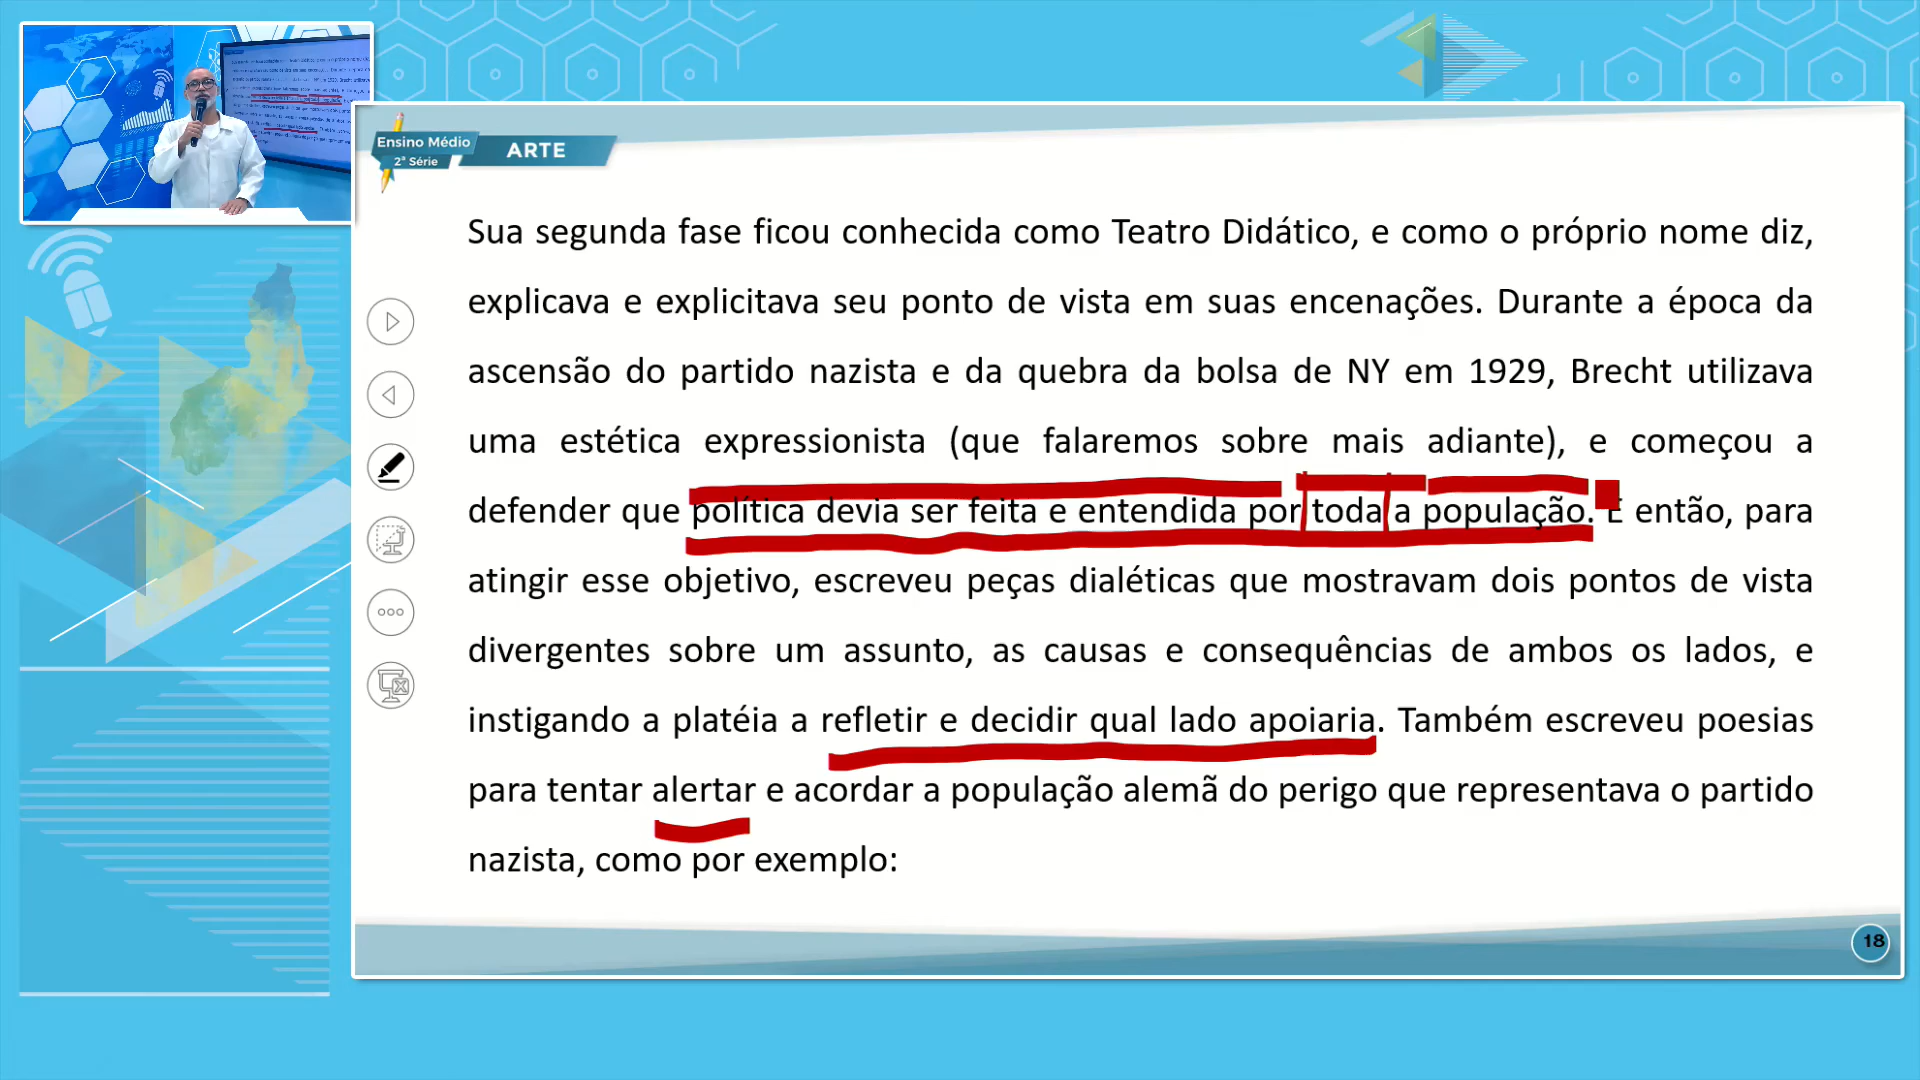 Ensino Médio
2ª Série
ARTE
Sua segunda fase ficou conhecida como Teatro Didático, e como o próprio nome diz,
explicava e explicitava seu ponto de vista em suas encenações. Durante a época da
ascensão do partido nazista e da quebra da bolsa de NY em 1929, Brecht utilizava
uma estética expressionista (que falaremos sobre mais adiante), e começou a
defender que política devia ser feita e entendida por toda a população. E então, para
atingir esse objetivo, escreveu peças dialéticas que mostravam dois pontos de vista
divergentes sobre um assunto, as causas e consequências de ambos os lados, e
instigando a platéia a refletir e decidir qual lado apoiaria. Também escreveu poesias
para tentar alertar e acordar a população alemã do perigo que representava o partido
nazista, como por exemplo:
18